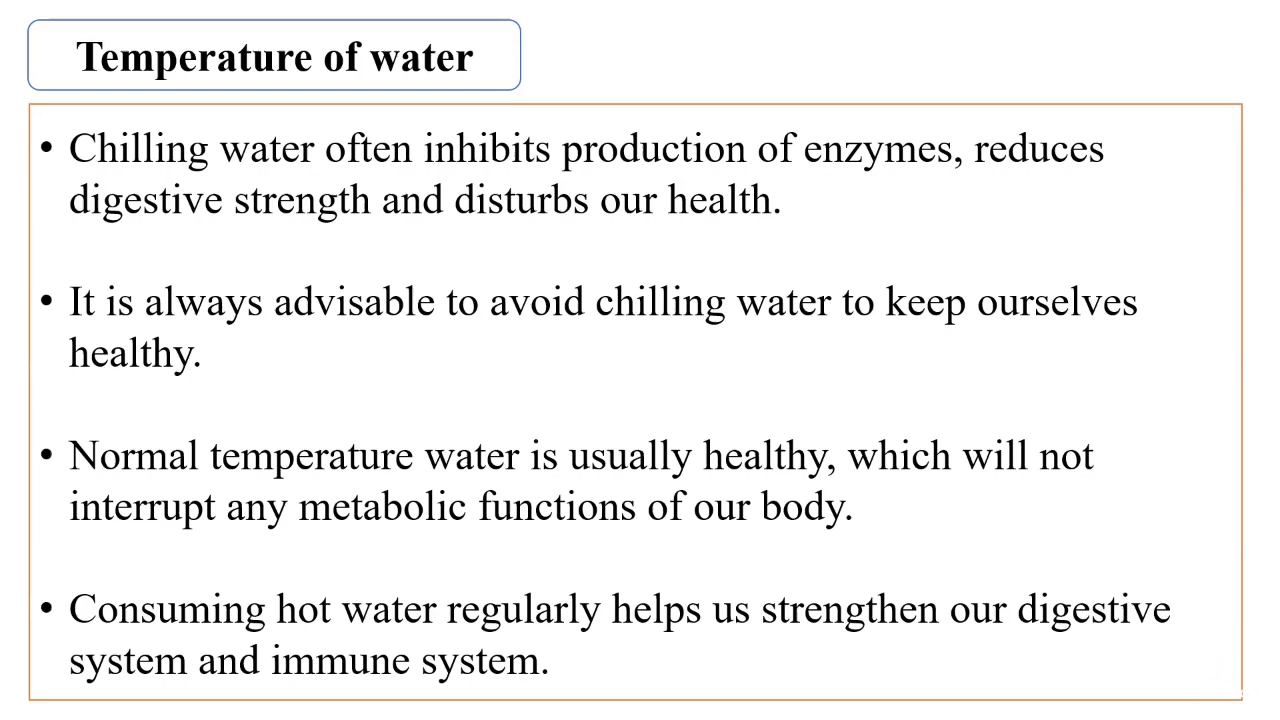 Temperature of water
• Chilling water often inhibits production of enzymes, reduces
digestive strength and disturbs our health.
• It is always advisable to avoid chilling water to keep ourselves
healthy.
• Normal temperature water is usually healthy, which will not
interrupt any metabolic functions of our body.
• Consuming hot water regularly helps us strengthen our digestive
system and immune system.